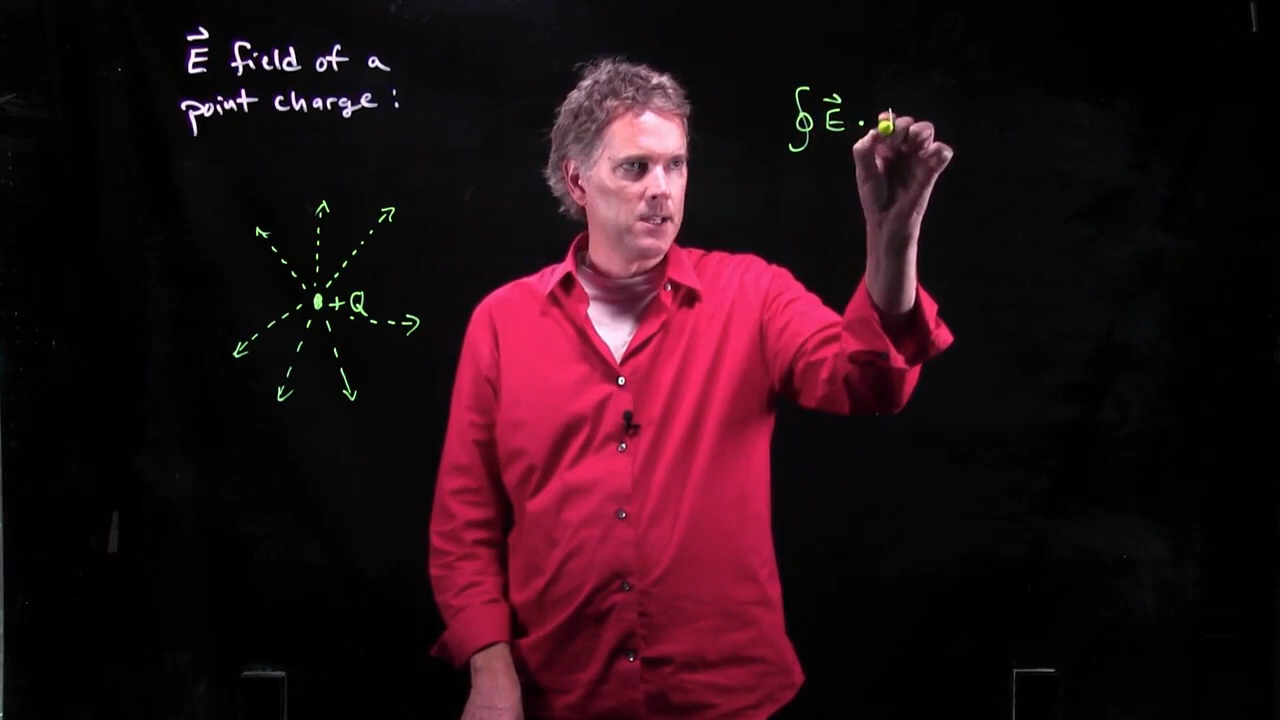 E⃗ field of a
point charge:
+Q
∮ E⃗ ·